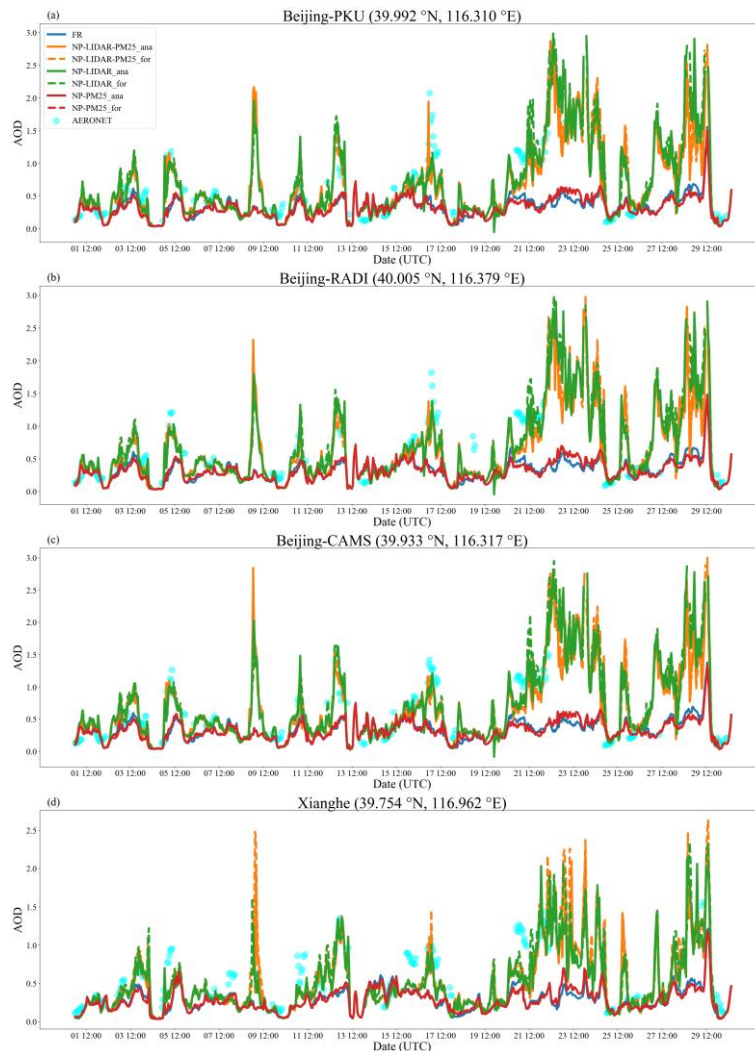 (a) Beijing-PKU (39.992 °N, 116.310 °E)
FR
NP-LIDAR-PM25_ana
NP-LIDAR-PM25_for
NP-LIDAR_ana
NP-LIDAR_for
NP-PM25_ana
NP-PM25_for
AERONET
AOD
3.0
2.5
2.0
1.5
1.0
0.5
0.0
01 12:00 03 12:00 05 12:00 07 12:00 09 12:00 11 12:00 13 12:00 15 12:00 17 12:00 19 12:00 21 12:00 23 12:00 25 12:00 27 12:00 29 12:00
Date (UTC)
(b) Beijing-RADI (40.005 °N, 116.379 °E)
AOD
3.0
2.5
2.0
1.5
1.0
0.5
0.0
01 12:00 03 12:00 05 12:00 07 12:00 09 12:00 11 12:00 13 12:00 15 12:00 17 12:00 19 12:00 21 12:00 23 12:00 25 12:00 27 12:00 29 12:00
Date (UTC)
(c) Beijing-CAMS (39.933 °N, 116.317 °E)
AOD
3.0
2.5
2.0
1.5
1.0
0.5
0.0
01 12:00 03 12:00 05 12:00 07 12:00 09 12:00 11 12:00 13 12:00 15 12:00 17 12:00 19 12:00 21 12:00 23 12:00 25 12:00 27 12:00 29 12:00
Date (UTC)
(d) Xianghe (39.754 °N, 116.962 °E)
AOD
2.5
2.0
1.5
1.0
0.5
0.0
01 12:00 03 12:00 05 12:00 07 12:00 09 12:00 11 12:00 13 12:00 15 12:00 17 12:00 19 12:00 21 12:00 23 12:00 25 12:00 27 12:00 29 12:00
Date (UTC)